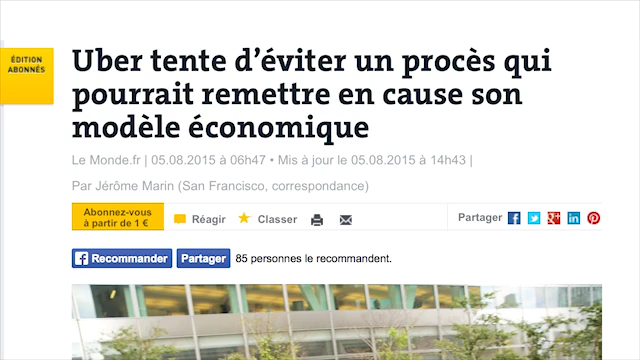 ÉDITION
ABONNÉS
Uber tente d'éviter un procès qui
pourrait remettre en cause son
modèle économique
Le Monde.fr | 05.08.2015 à 06h47 • Mis à jour le 05.08.2015 à 14h43 |
Par Jérôme Marin (San Francisco, correspondance)
Abonnez-vous
à partir de 1 €
Réagir
Classer
Partager
Recommander
Partager
85 personnes le recommandent.